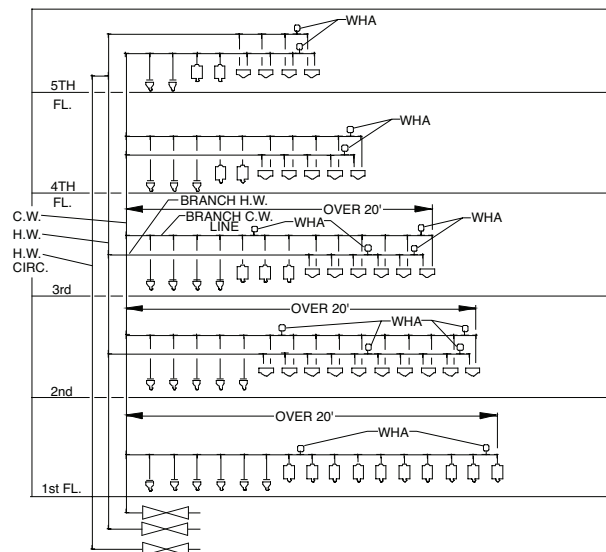 WHA
5TH
FL.
WHA
4TH
FL.
BRANCH H.W.
OVER 20'
C.W.
BRANCH C.W.
LINE
WHA
WHA
H.W.
H.W.
CIRC.
3rd
OVER 20'
WHA
2nd
OVER 20'
WHA
1st FL.